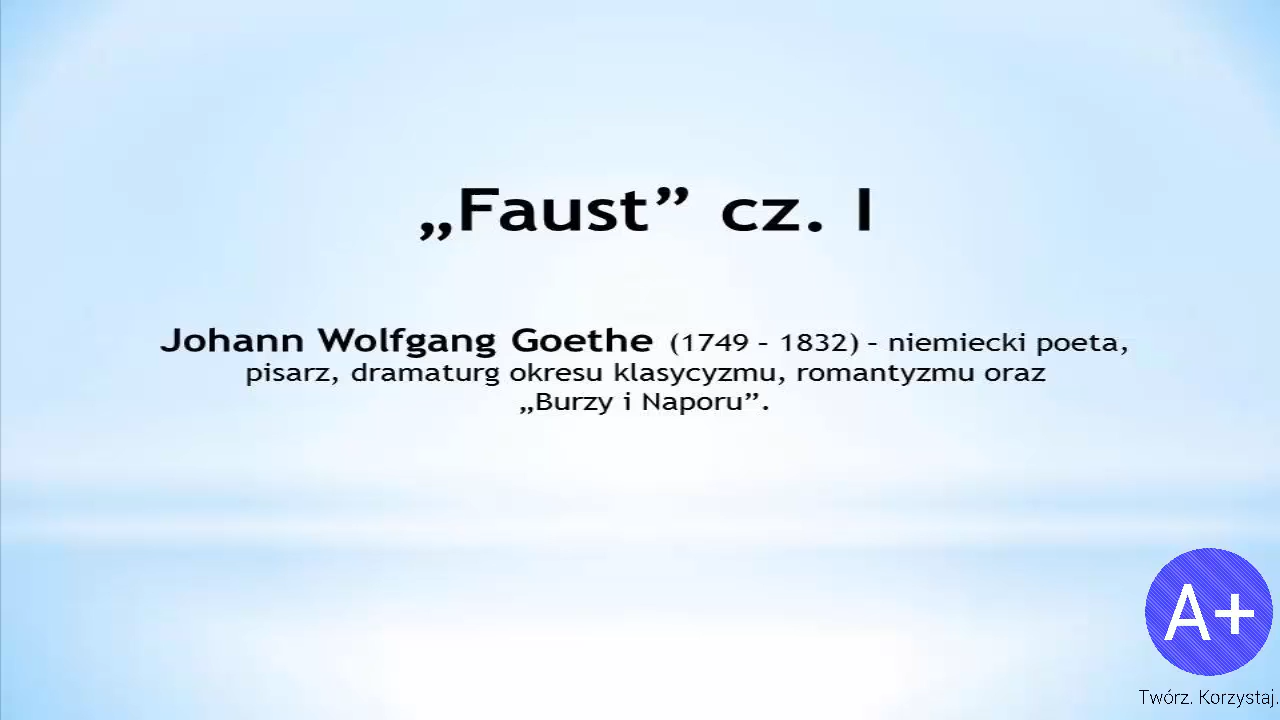 „Faust” cz. I
Johann Wolfgang Goethe (1749 – 1832) – niemiecki poeta,
pisarz, dramaturg okresu klasycyzmu, romantyzmu oraz
„Burzy i Naporu”.
A+
Twórz. Korzystaj.